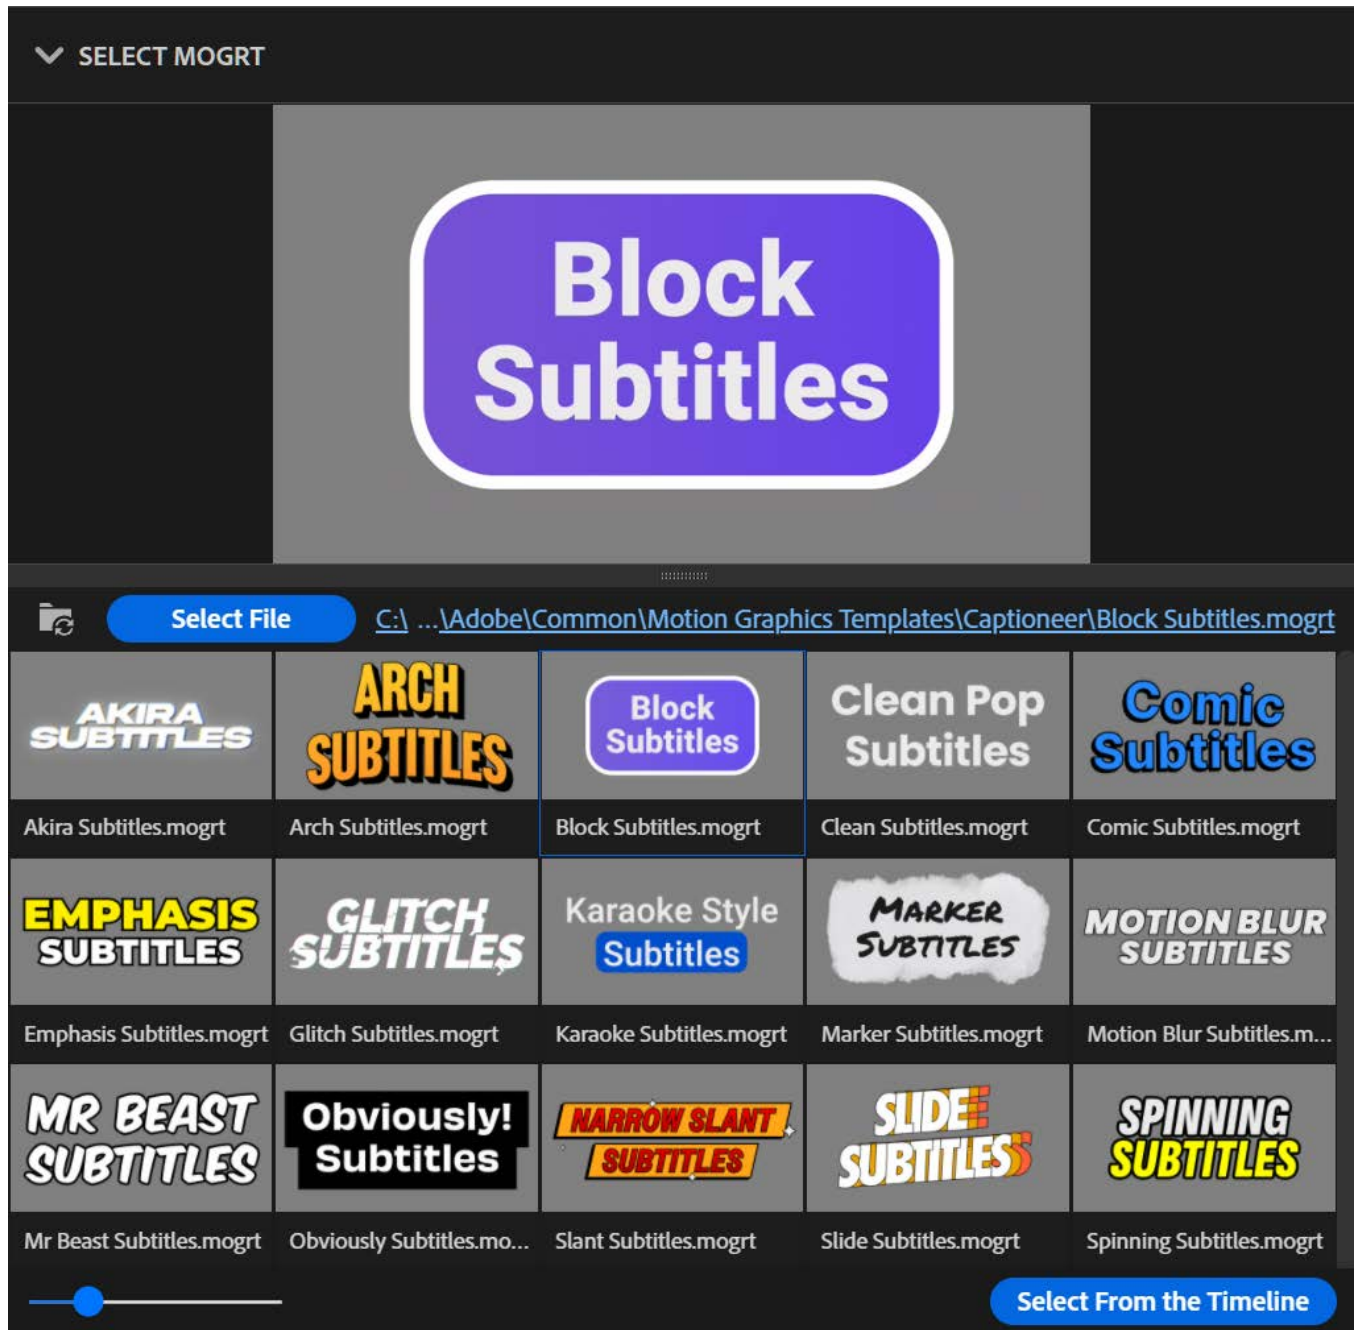 SELECT MOGRT
Block
Subtitles
Select File
C:\ ...\Adobe\Common\Motion Graphics Templates\Captioneer\Block Subtitles.mogrt
AKIRA
SUBTITLES
ARCH
SUBTITLES
Block
Subtitles
Clean Pop
Subtitles
Comic
Subtitles
Akira Subtitles.mogrt
Arch Subtitles.mogrt
Block Subtitles.mogrt
Clean Subtitles.mogrt
Comic Subtitles.mogrt
EMPHASIS
SUBTITLES
GLITCH
SUBTITLES
Karaoke Style
Subtitles
MARKER
SUBTITLES
MOTION BLUR
SUBTITLES
Emphasis Subtitles.mogrt
Glitch Subtitles.mogrt
Karaoke Subtitles.mogrt
Marker Subtitles.mogrt
Motion Blur Subtitles.m...
MR BEAST
SUBTITLES
Obviously!
Subtitles
NARROW SLANT
SUBTITLES
SLIDE
SUBTITLES
SPINNING
SUBTITLES
Mr Beast Subtitles.mogrt
Obviously Subtitles.mo...
Slant Subtitles.mogrt
Slide Subtitles.mogrt
Spinning Subtitles.mogrt
Select From the Timeline